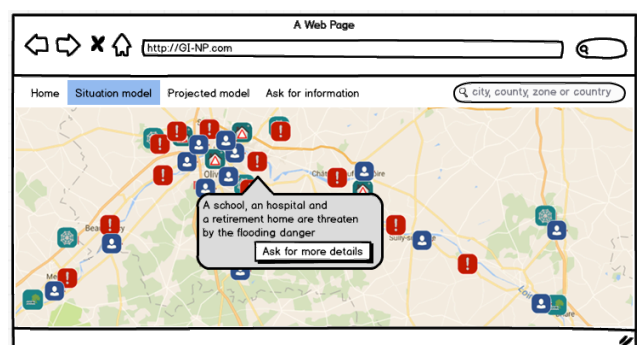 A Web Page
http://GI-NP.com
Home Situation model Projected model Ask for information
city, county, zone or country
A school, an hospital and
a retirement home are threaten
by the flooding danger
Ask for more details